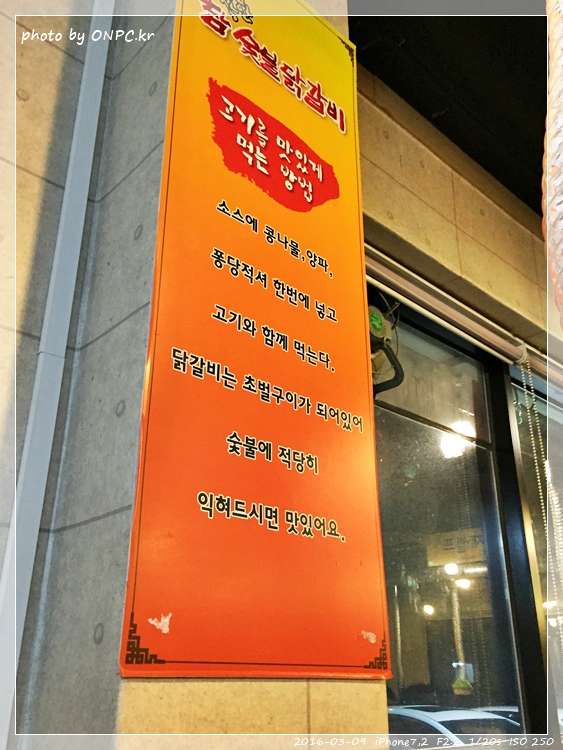 photo by ONPC.kr
참 숯불닭갈비
고기를 맛있게
먹는 방법
소스에 콩나물,양파,
퐁당적셔 한번에 넣고
고기와 함께 먹는다.
닭갈비는 초벌구이가 되어있어
숯불에 적당히
익혀드시면 맛있어요.
2016-03-09 iPhone7,2 F2.2 1/20s ISO 250